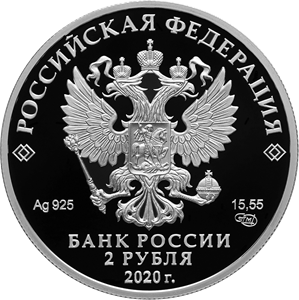 РОССИЙСКАЯ ФЕДЕРАЦИЯ
Ag 925
15,55
БАНК РОССИИ
2 РУБЛЯ
2020 г.